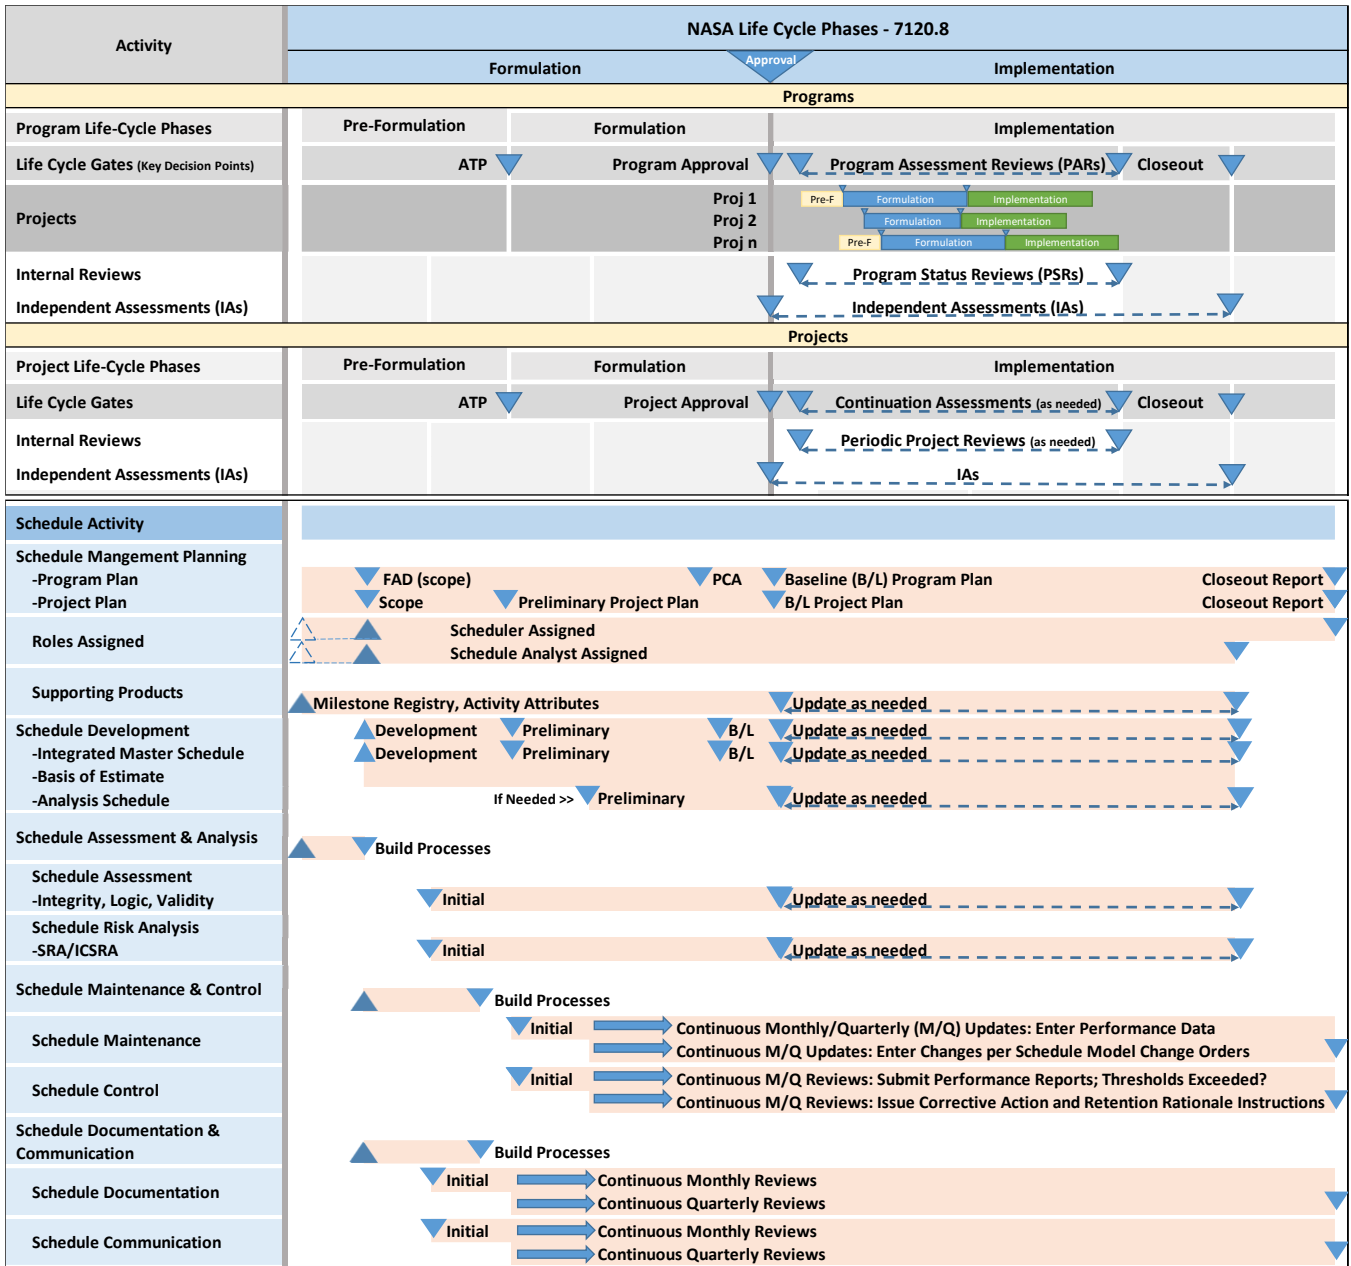 NASA Life Cycle Phases - 7120.8
Activity
Formulation
Approval
Implementation
Programs
Program Life-Cycle Phases
Pre-Formulation
Formulation
Implementation
Life Cycle Gates (Key Decision Points)
ATP
Program Approval
Program Assessment Reviews (PARs)
Closeout
Projects
Proj 1
Pre-F
Formulation
Implementation
Proj 2
Formulation
Implementation
Proj n
Pre-F
Formulation
Implementation
Internal Reviews
Program Status Reviews (PSRs)
Independent Assessments (IAs)
Independent Assessments (IAs)
Projects
Project Life-Cycle Phases
Pre-Formulation
Formulation
Implementation
Life Cycle Gates
ATP
Project Approval
Continuation Assessments (as needed)
Closeout
Internal Reviews
Periodic Project Reviews (as needed)
Independent Assessments (IAs)
IAs
Schedule Activity
Schedule Mangement Planning
-Program Plan
FAD (scope)
PCA
Baseline (B/L) Program Plan
Closeout Report
-Project Plan
Scope
Preliminary Project Plan
B/L Project Plan
Closeout Report
Roles Assigned
Scheduler Assigned
Schedule Analyst Assigned
Supporting Products
Milestone Registry, Activity Attributes
Update as needed
Schedule Development
Development
Preliminary
B/L
Update as needed
-Integrated Master Schedule
Development
Preliminary
B/L
Update as needed
-Basis of Estimate
-Analysis Schedule
If Needed >>
Preliminary
Update as needed
Schedule Assessment & Analysis
Build Processes
Schedule Assessment
-Integrity, Logic, Validity
Initial
Update as needed
Schedule Risk Analysis
-SRA/ICSRA
Initial
Update as needed
Schedule Maintenance & Control
Build Processes
Schedule Maintenance
Initial
Continuous Monthly/Quarterly (M/Q) Updates: Enter Performance Data
Continuous M/Q Updates: Enter Changes per Schedule Model Change Orders
Schedule Control
Initial
Continuous M/Q Reviews: Submit Performance Reports; Thresholds Exceeded?
Continuous M/Q Reviews: Issue Corrective Action and Retention Rationale Instructions
Schedule Documentation &
Communication
Build Processes
Schedule Documentation
Initial
Continuous Monthly Reviews
Continuous Quarterly Reviews
Schedule Communication
Initial
Continuous Monthly Reviews
Continuous Quarterly Reviews